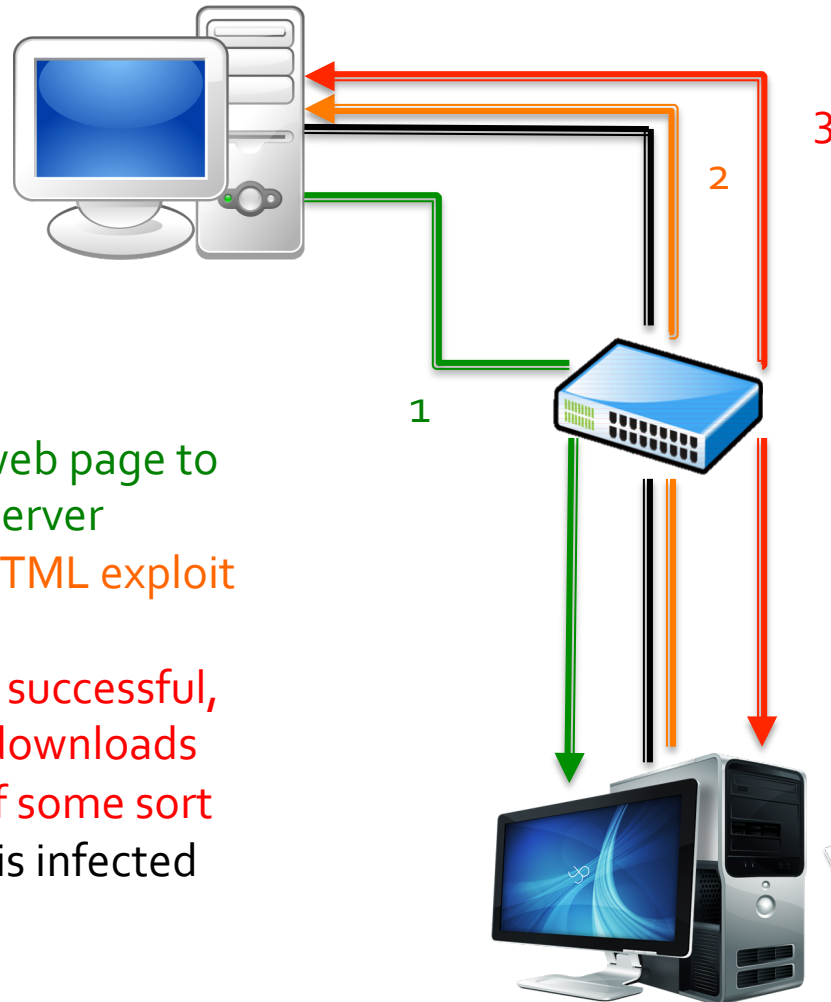 3
2
1
web page to
erver
TML exploit
successful,
downloads
f some sort
is infected